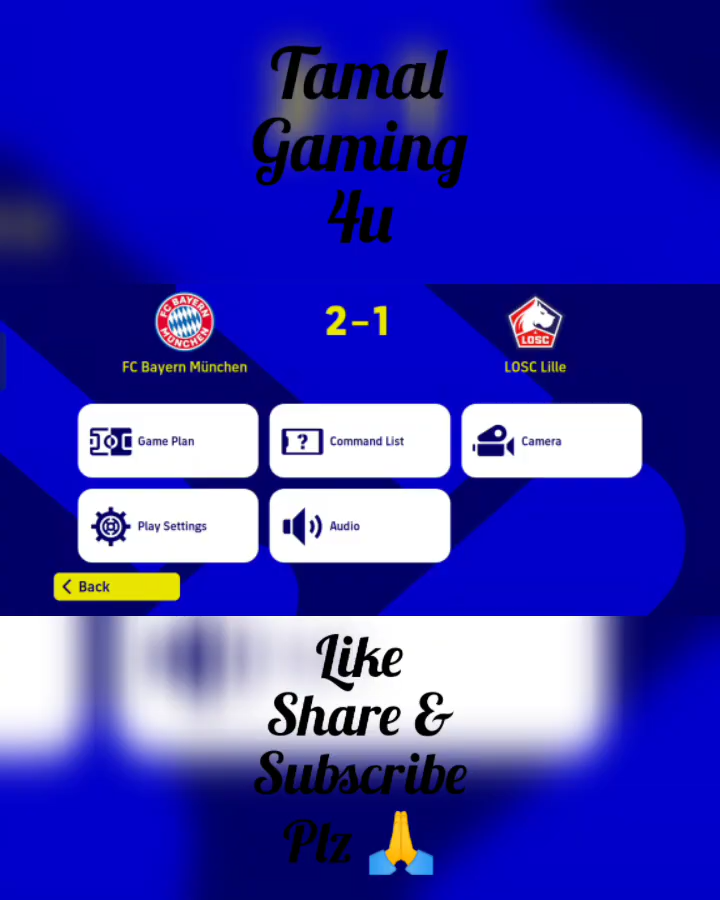 Tamal
Gaming
4u
FC BAYERN
MÜNCHEN
2-1
LOSC
FC Bayern München
LOSC Lille
Game Plan
? Command List
Camera
Play Settings
Audio
Back
Like
Share &
Subscribe
Plz 🙏